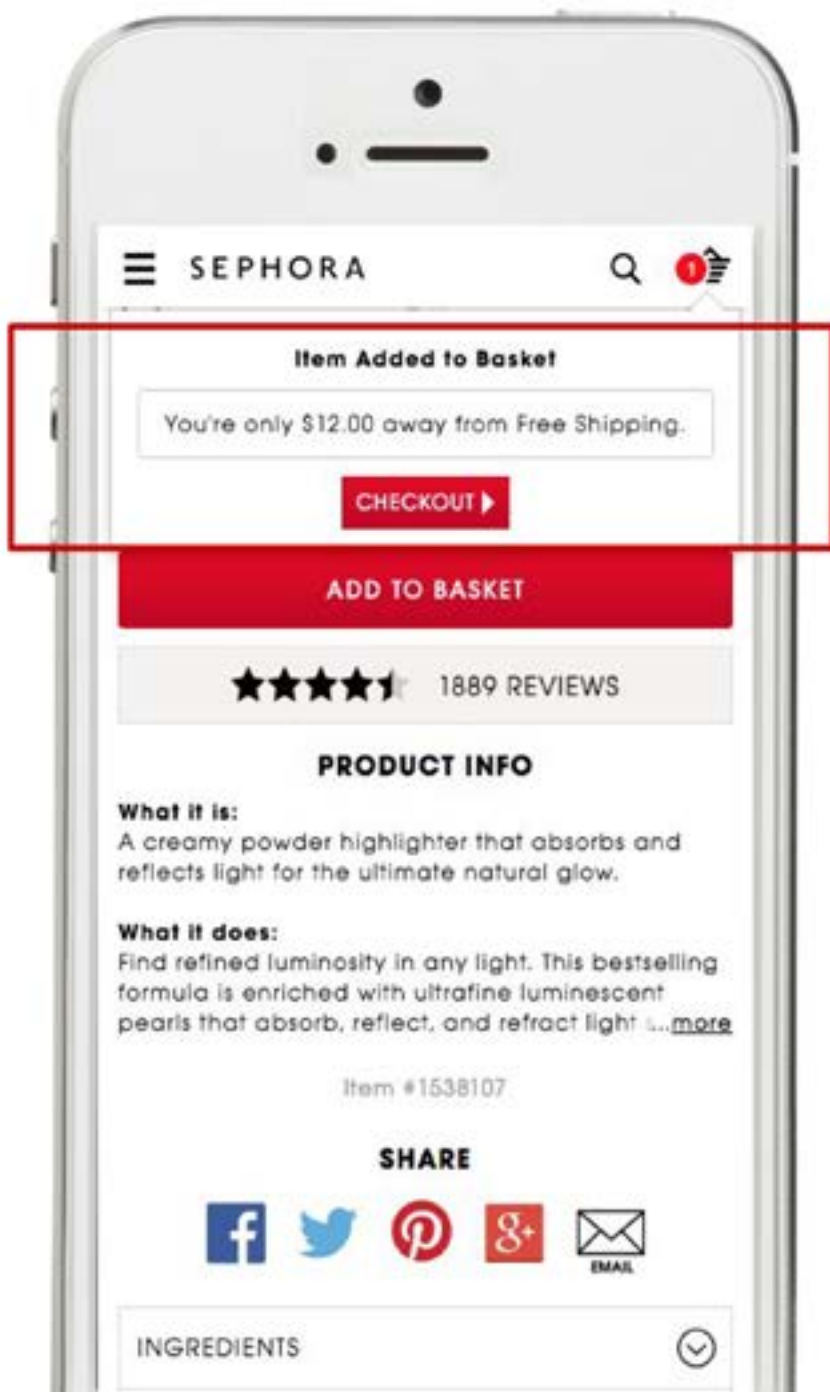 SEPHORA
1
Item Added to Basket
You're only $12.00 away from Free Shipping.
CHECKOUT
ADD TO BASKET
1889 REVIEWS
PRODUCT INFO
What it is:
A creamy powder highlighter that absorbs and
reflects light for the ultimate natural glow.
What it does:
Find refined luminosity in any light. This bestselling
formula is enriched with ultrafine luminescent
pearls that absorb, reflect, and refract light ...more
Item #1538107
SHARE
f
g+
EMAIL
INGREDIENTS